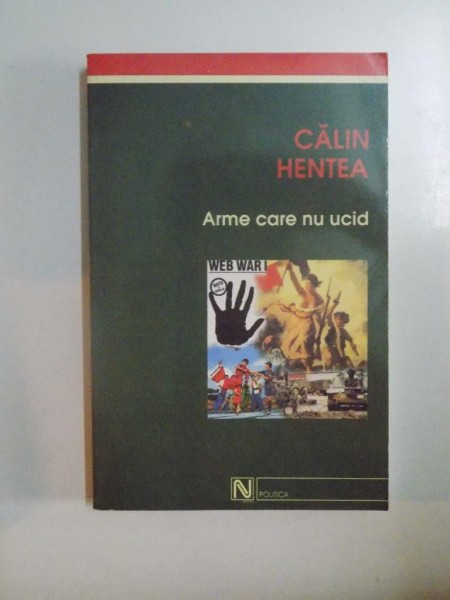 CĂLIN
HENTEA
Arme care nu ucid
WEB WAR I
N
POLITICA